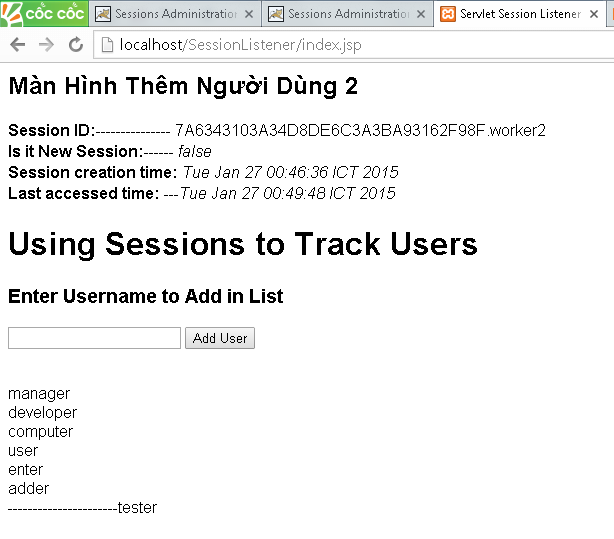 CỐC CỐC
Sessions Administration
Sessions Administration
Servlet Session Listener
localhost/SessionListener/index.jsp
Màn Hình Thêm Người Dùng 2
Session ID:--------------- 7A6343103A34D8DE6C3A3BA93162F98F.worker2
Is it New Session:------ false
Session creation time: Tue Jan 27 00:46:36 ICT 2015
Last accessed time: ---Tue Jan 27 00:49:48 ICT 2015
Using Sessions to Track Users
Enter Username to Add in List
Add User
manager
developer
computer
user
enter
adder
----------------------tester